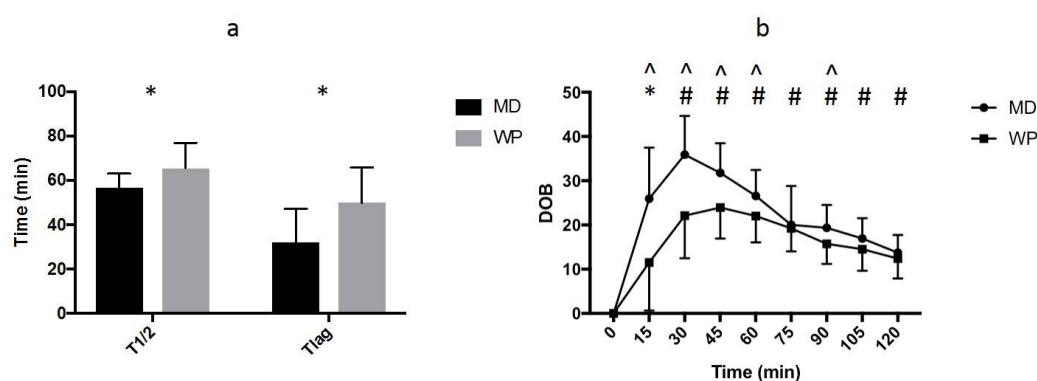 a
* *
100
80
60
40
20
0
Time (min)
T1/2 Tlag
MD
WP
b
^ ^ ^ ^ ^
* # # # # # # #
50
40
30
20
10
0
DOB
0 15 30 45 60 75 90 105 120
Time (min)
MD
WP